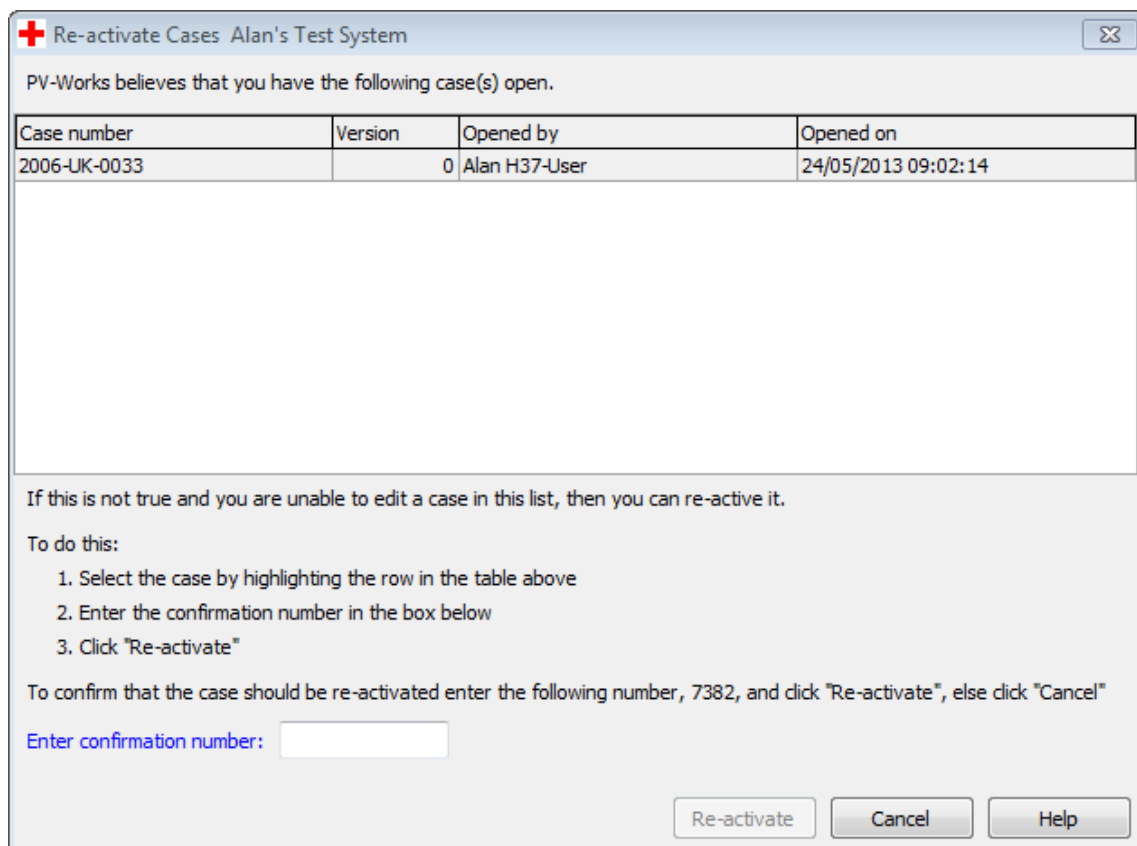 Re-activate Cases Alan's Test System
PV-Works believes that you have the following case(s) open.
Case number Version Opened by Opened on
2006-UK-0033 0 Alan H37-User 24/05/2013 09:02:14
If this is not true and you are unable to edit a case in this list, then you can re-active it.
To do this:
1. Select the case by highlighting the row in the table above
2. Enter the confirmation number in the box below
3. Click "Re-activate"
To confirm that the case should be re-activated enter the following number, 7382, and click "Re-activate", else click "Cancel"
Enter confirmation number:
Re-activate Cancel Help